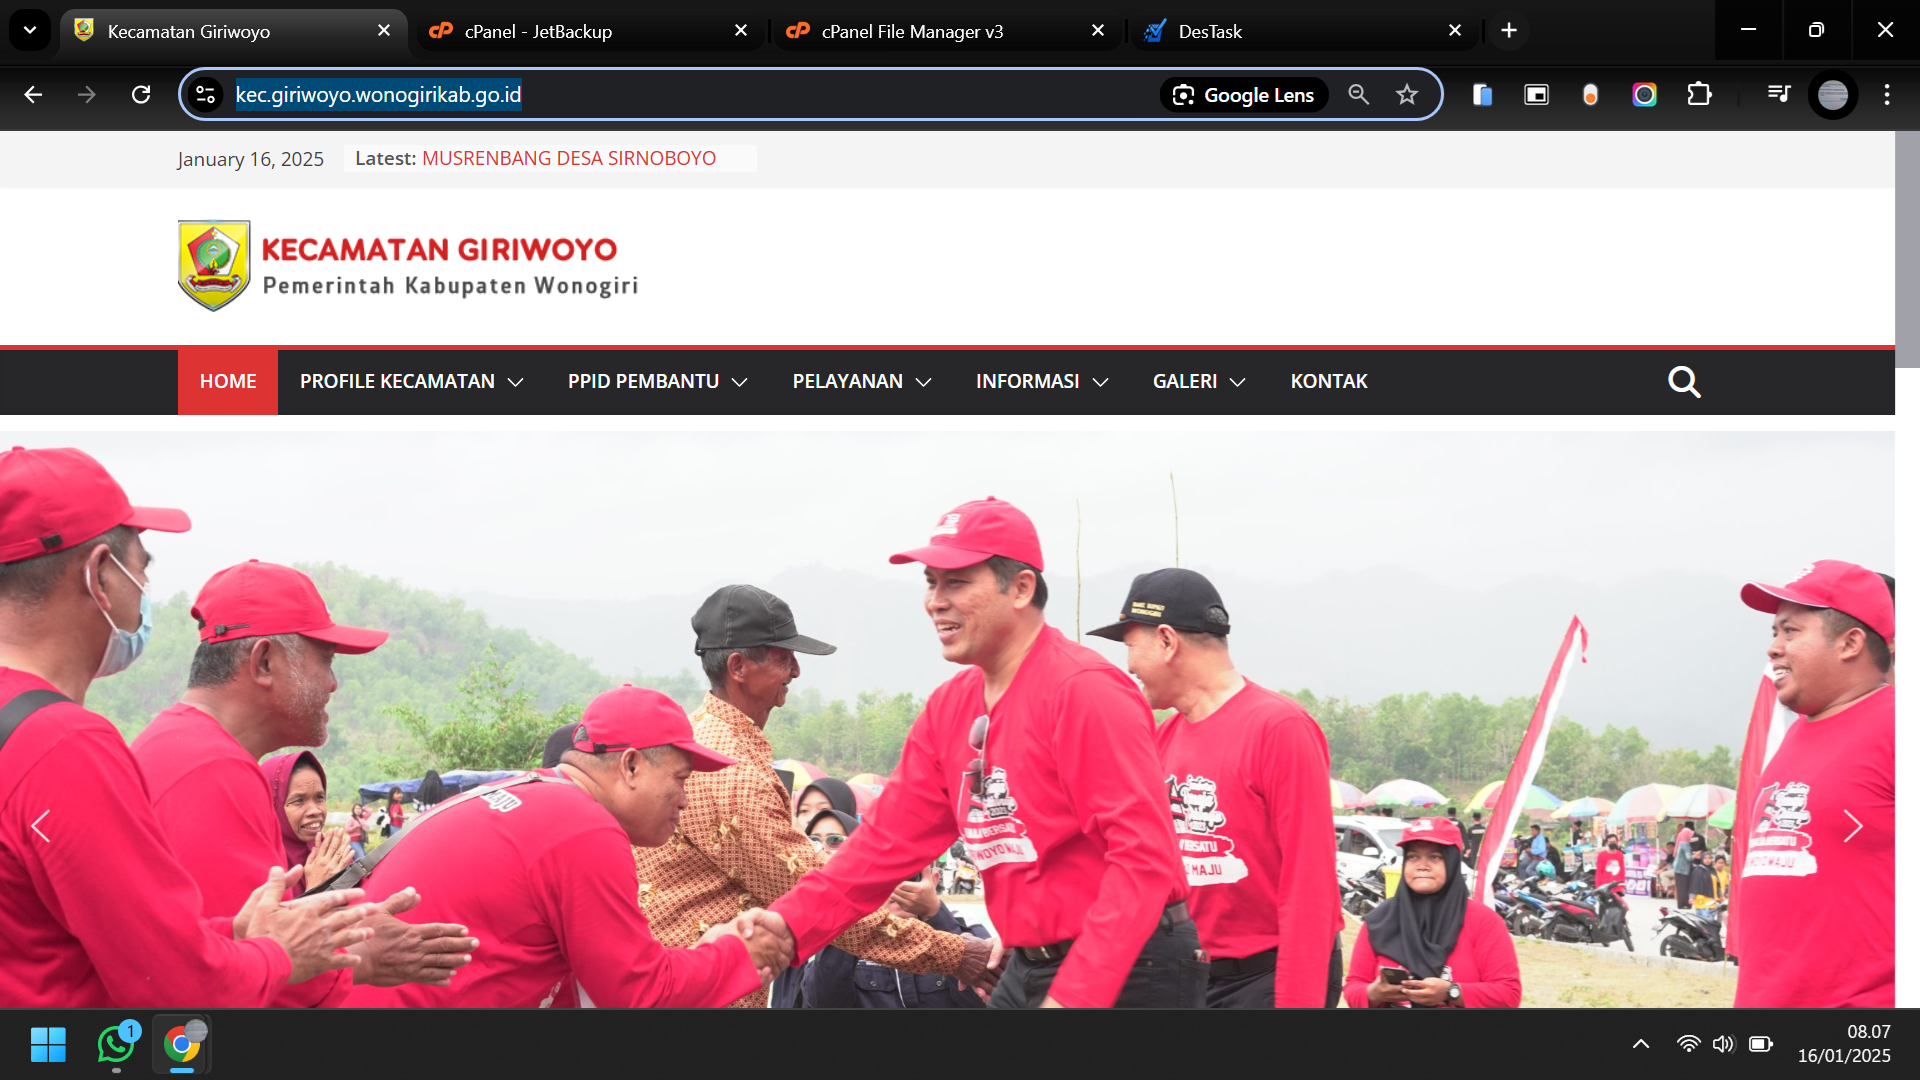 Kecamatan Giriwoyo
cPanel - JetBackup
cPanel File Manager v3
DesTask
kec.giriwoyo.wonogirikab.go.id
Google Lens
January 16, 2025
Latest: MUSRENBANG DESA SIRNOBOYO
KECAMATAN GIRIWOYO
Pemerintah Kabupaten Wonogiri
HOME
PROFILE KECAMATAN
PPID PEMBANTU
PELAYANAN
INFORMASI
GALERI
KONTAK
MAJU
1
08.07
16/01/2025